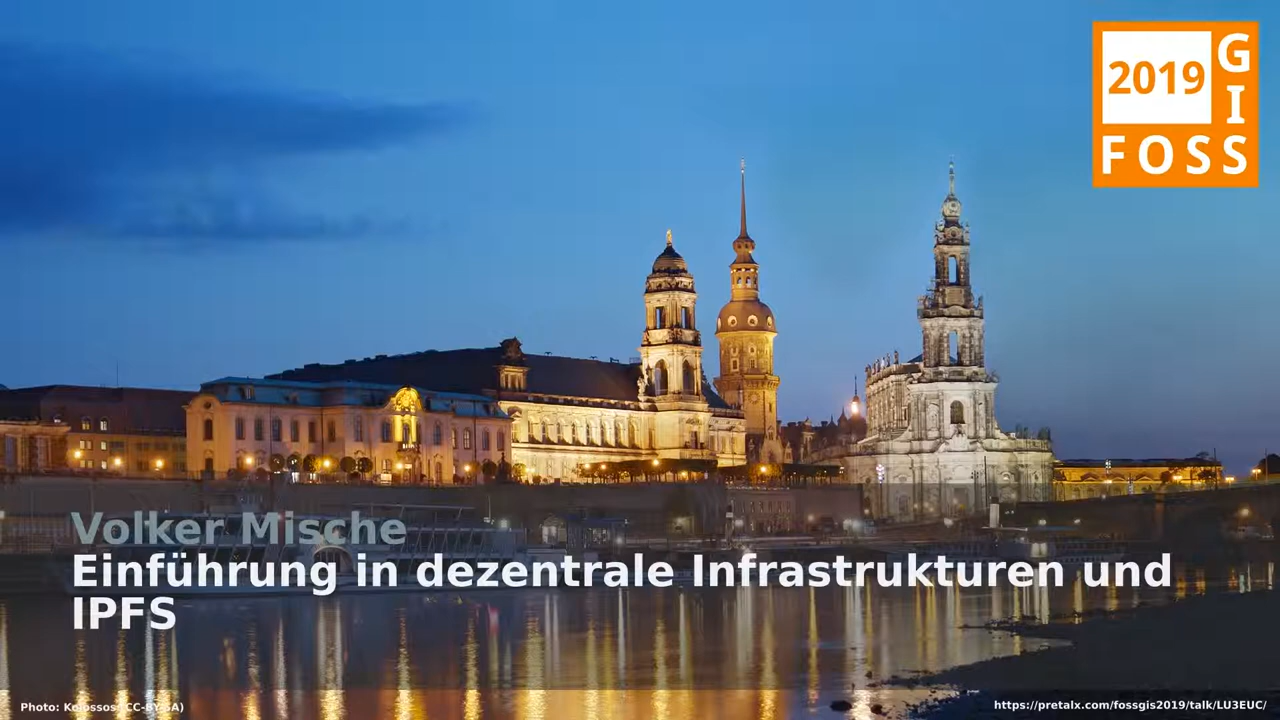 2019
GI
FOSS
Volker Mische
Einführung in dezentrale Infrastrukturen und
IPFS
Photo: Kolossos (CC-BY-SA)
https://pretalx.com/fossgis2019/talk/LU3EUC/